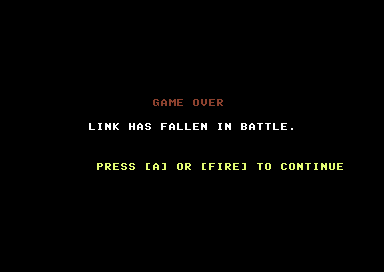 GAME OVER
LINK HAS FALLEN IN BATTLE.
PRESS [A] OR [FIRE] TO CONTINUE